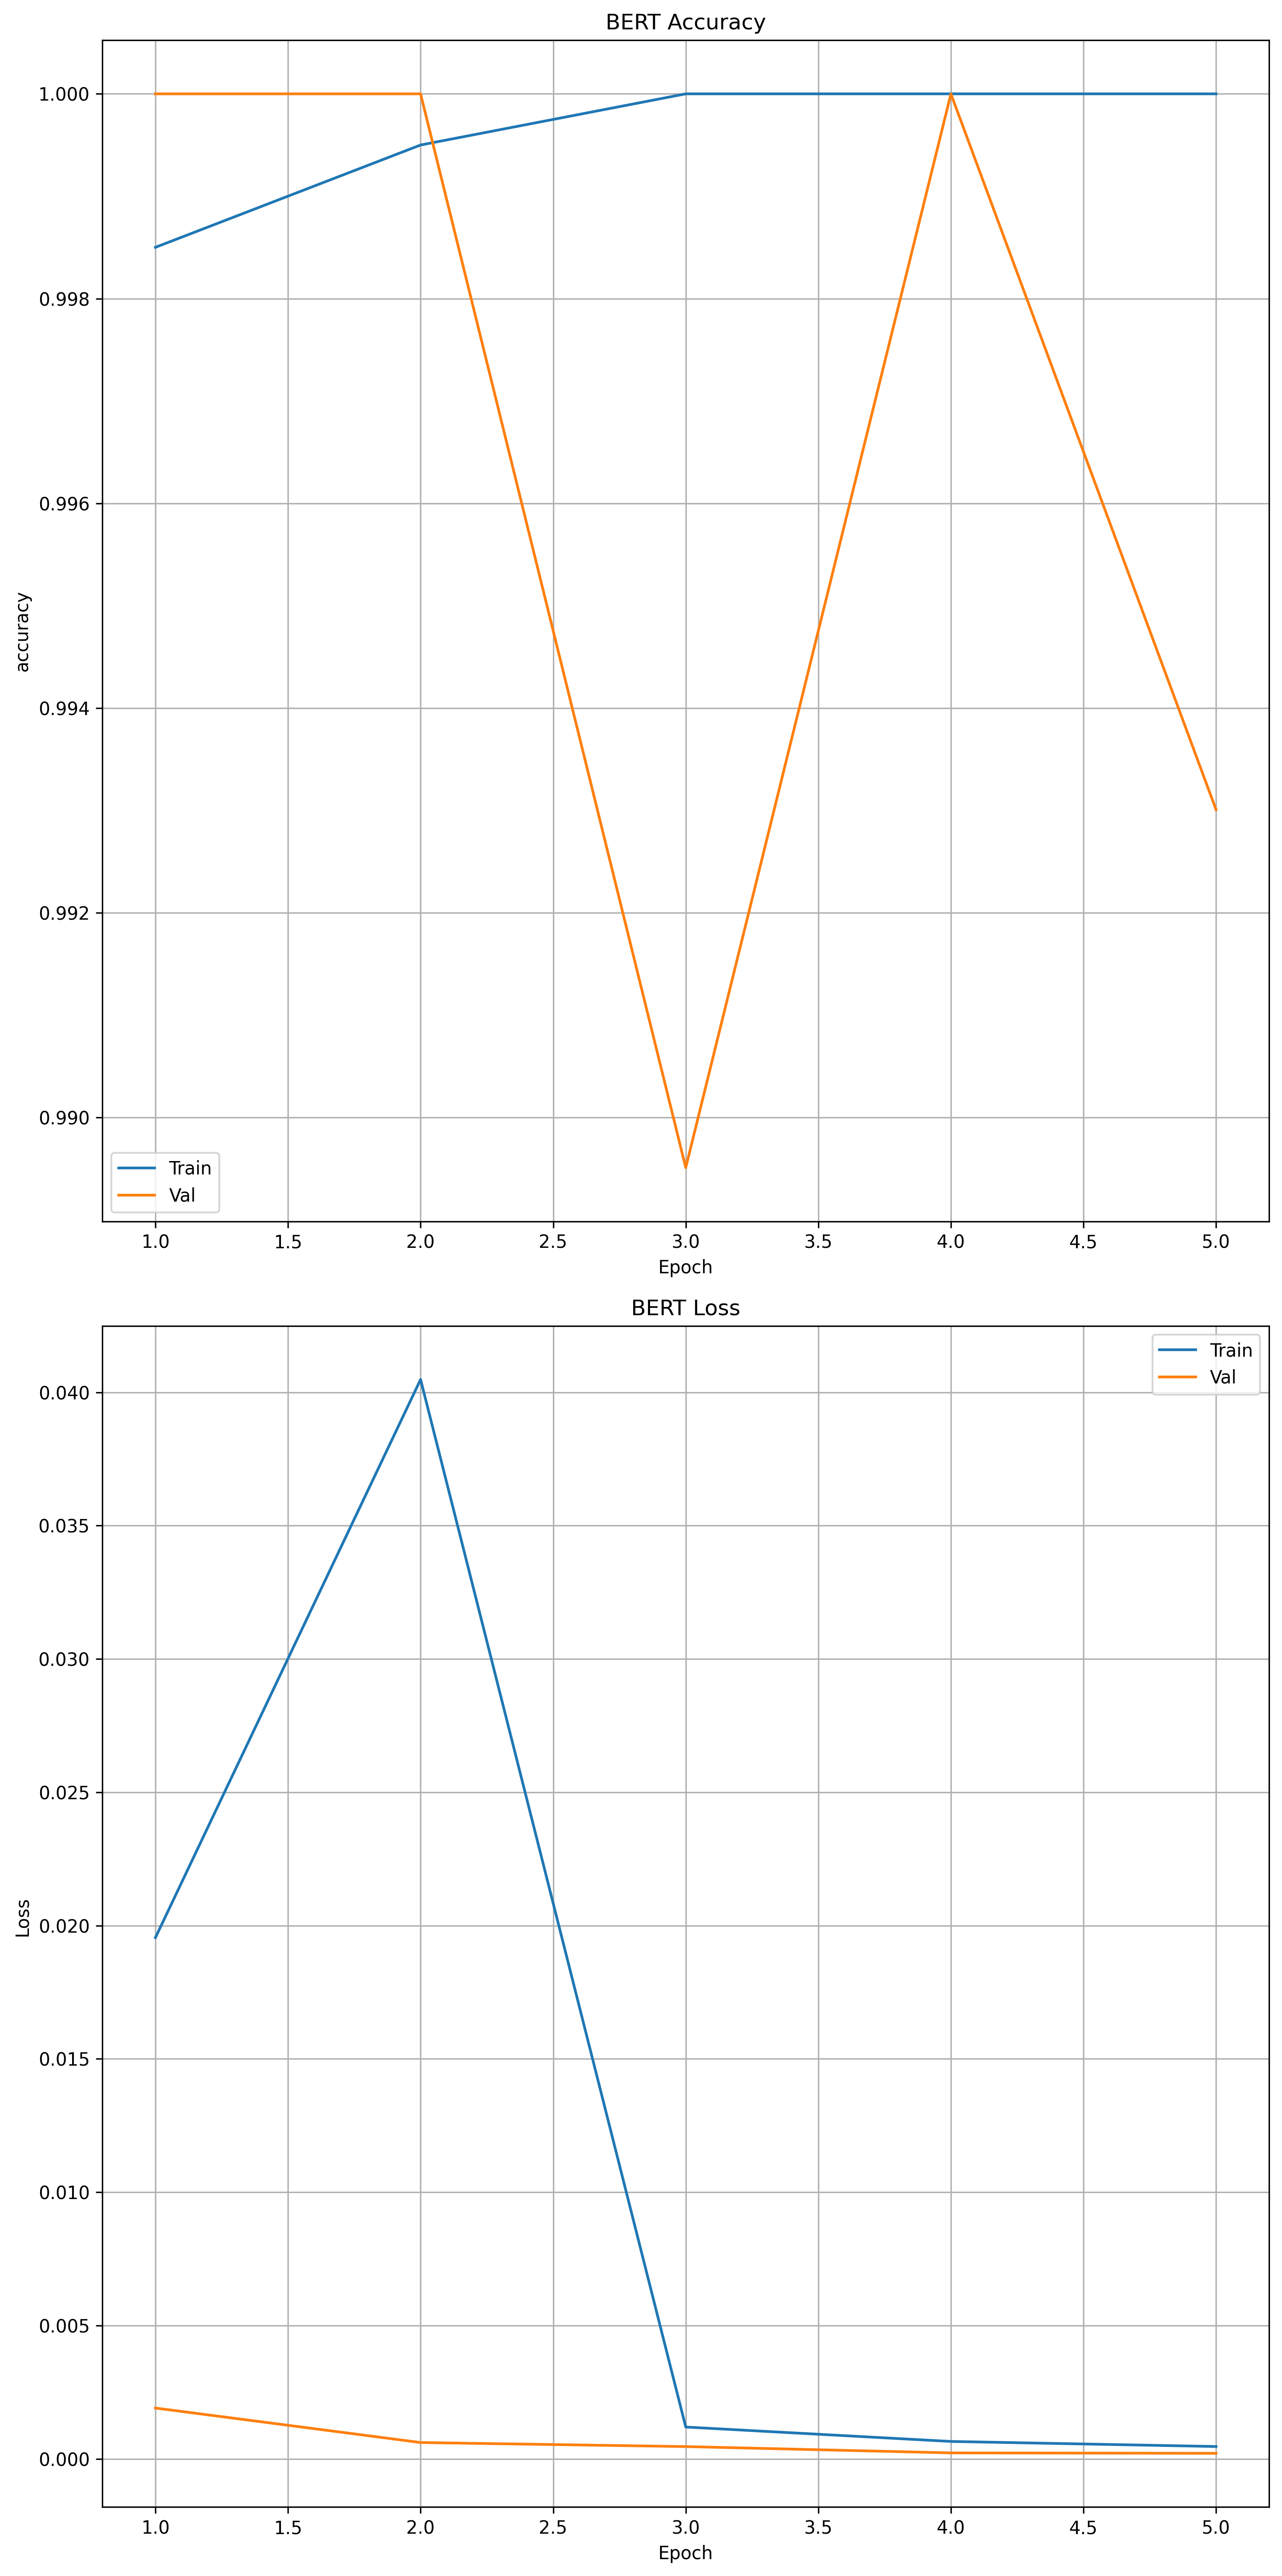 BERT Accuracy
1.000
0.998
0.996
0.994
0.992
0.990
accuracy
Train
Val
1.0 1.5 2.0 2.5 3.0 3.5 4.0 4.5 5.0
Epoch
BERT Loss
Train
Val
0.040
0.035
0.030
0.025
0.020
0.015
0.010
0.005
0.000
Loss
1.0 1.5 2.0 2.5 3.0 3.5 4.0 4.5 5.0
Epoch